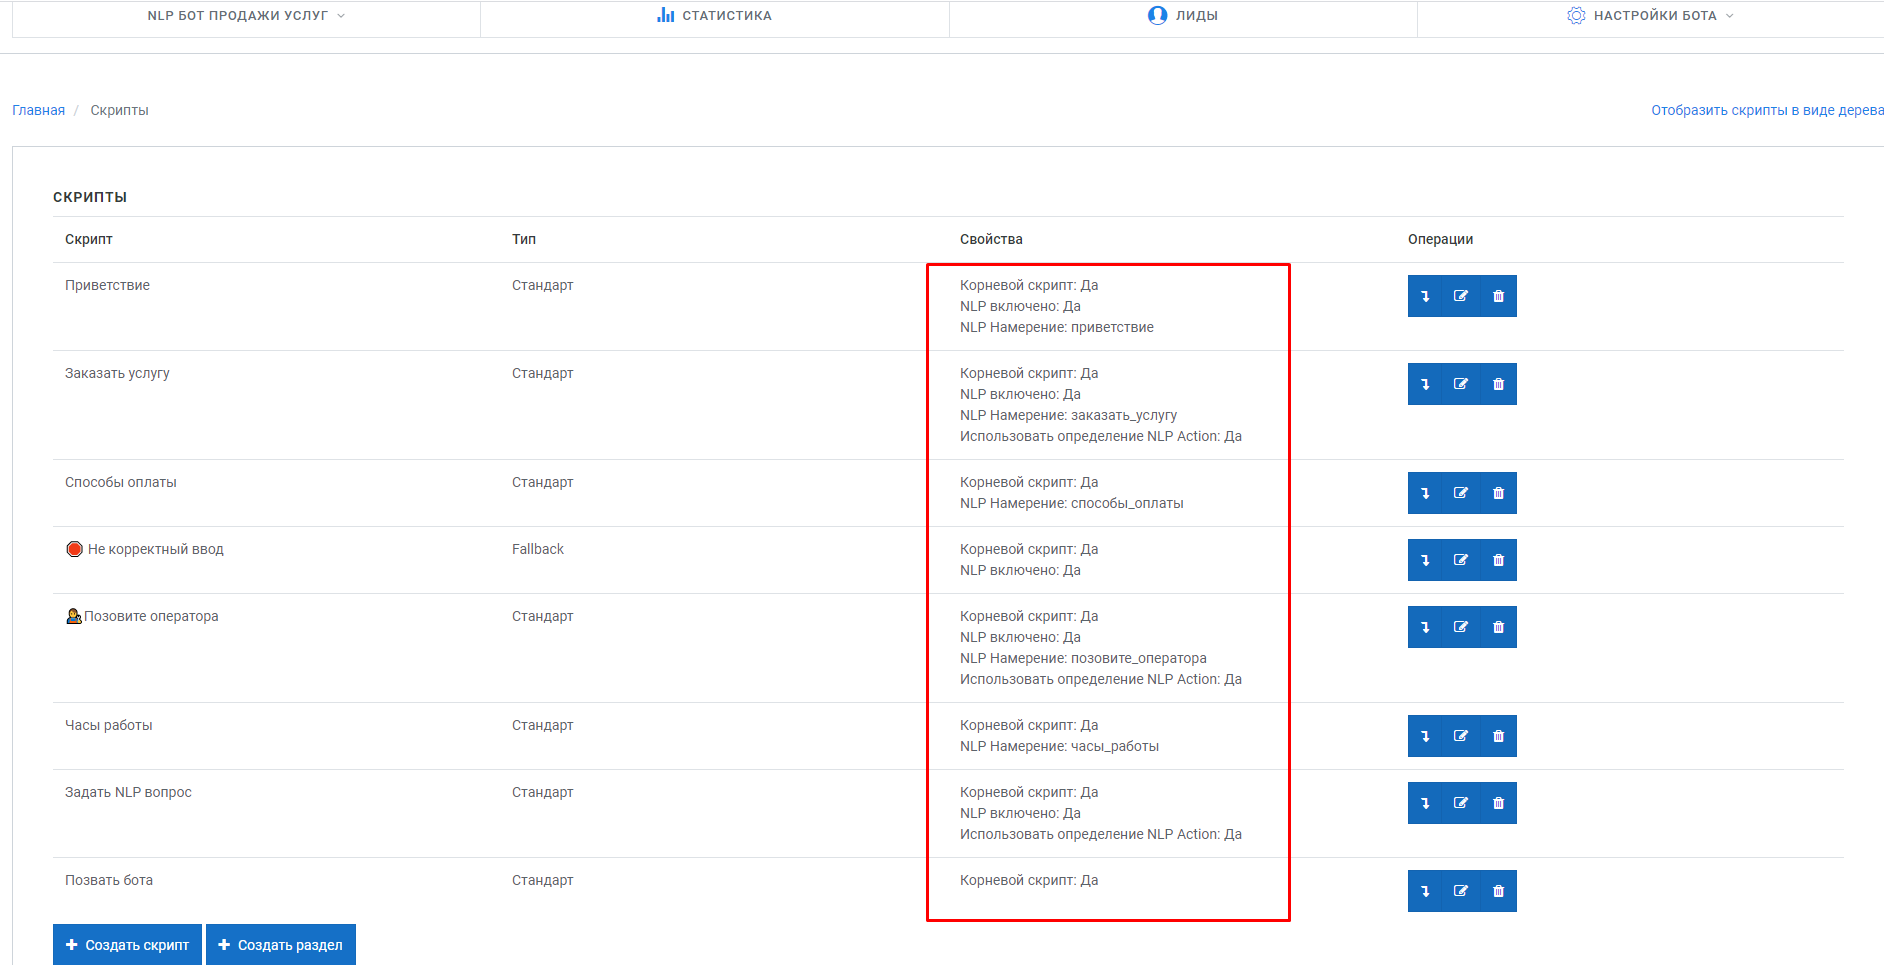 NLP БОТ ПРОДАЖИ УСЛУГ
СТАТИСТИКА
ЛИДЫ
НАСТРОЙКИ БОТА
Главная / Скрипты
Отобразить скрипты в виде дерева
СКРИПТЫ
Скрипт Тип Свойства Операции
Приветствие Стандарт Корневой скрипт: Да
NLP включено: Да
NLP Намерение: приветствие
Заказать услугу Стандарт Корневой скрипт: Да
NLP включено: Да
NLP Намерение: заказать_услугу
Использовать определение NLP Action: Да
Способы оплаты Стандарт Корневой скрипт: Да
NLP Намерение: способы_оплаты
Не корректный ввод Fallback Корневой скрипт: Да
NLP включено: Да
Позовите оператора Стандарт Корневой скрипт: Да
NLP включено: Да
NLP Намерение: позовите_оператора
Использовать определение NLP Action: Да
Часы работы Стандарт Корневой скрипт: Да
NLP Намерение: часы_работы
Задать NLP вопрос Стандарт Корневой скрипт: Да
NLP включено: Да
Использовать определение NLP Action: Да
Позвать бота Стандарт Корневой скрипт: Да
+ Создать скрипт + Создать раздел